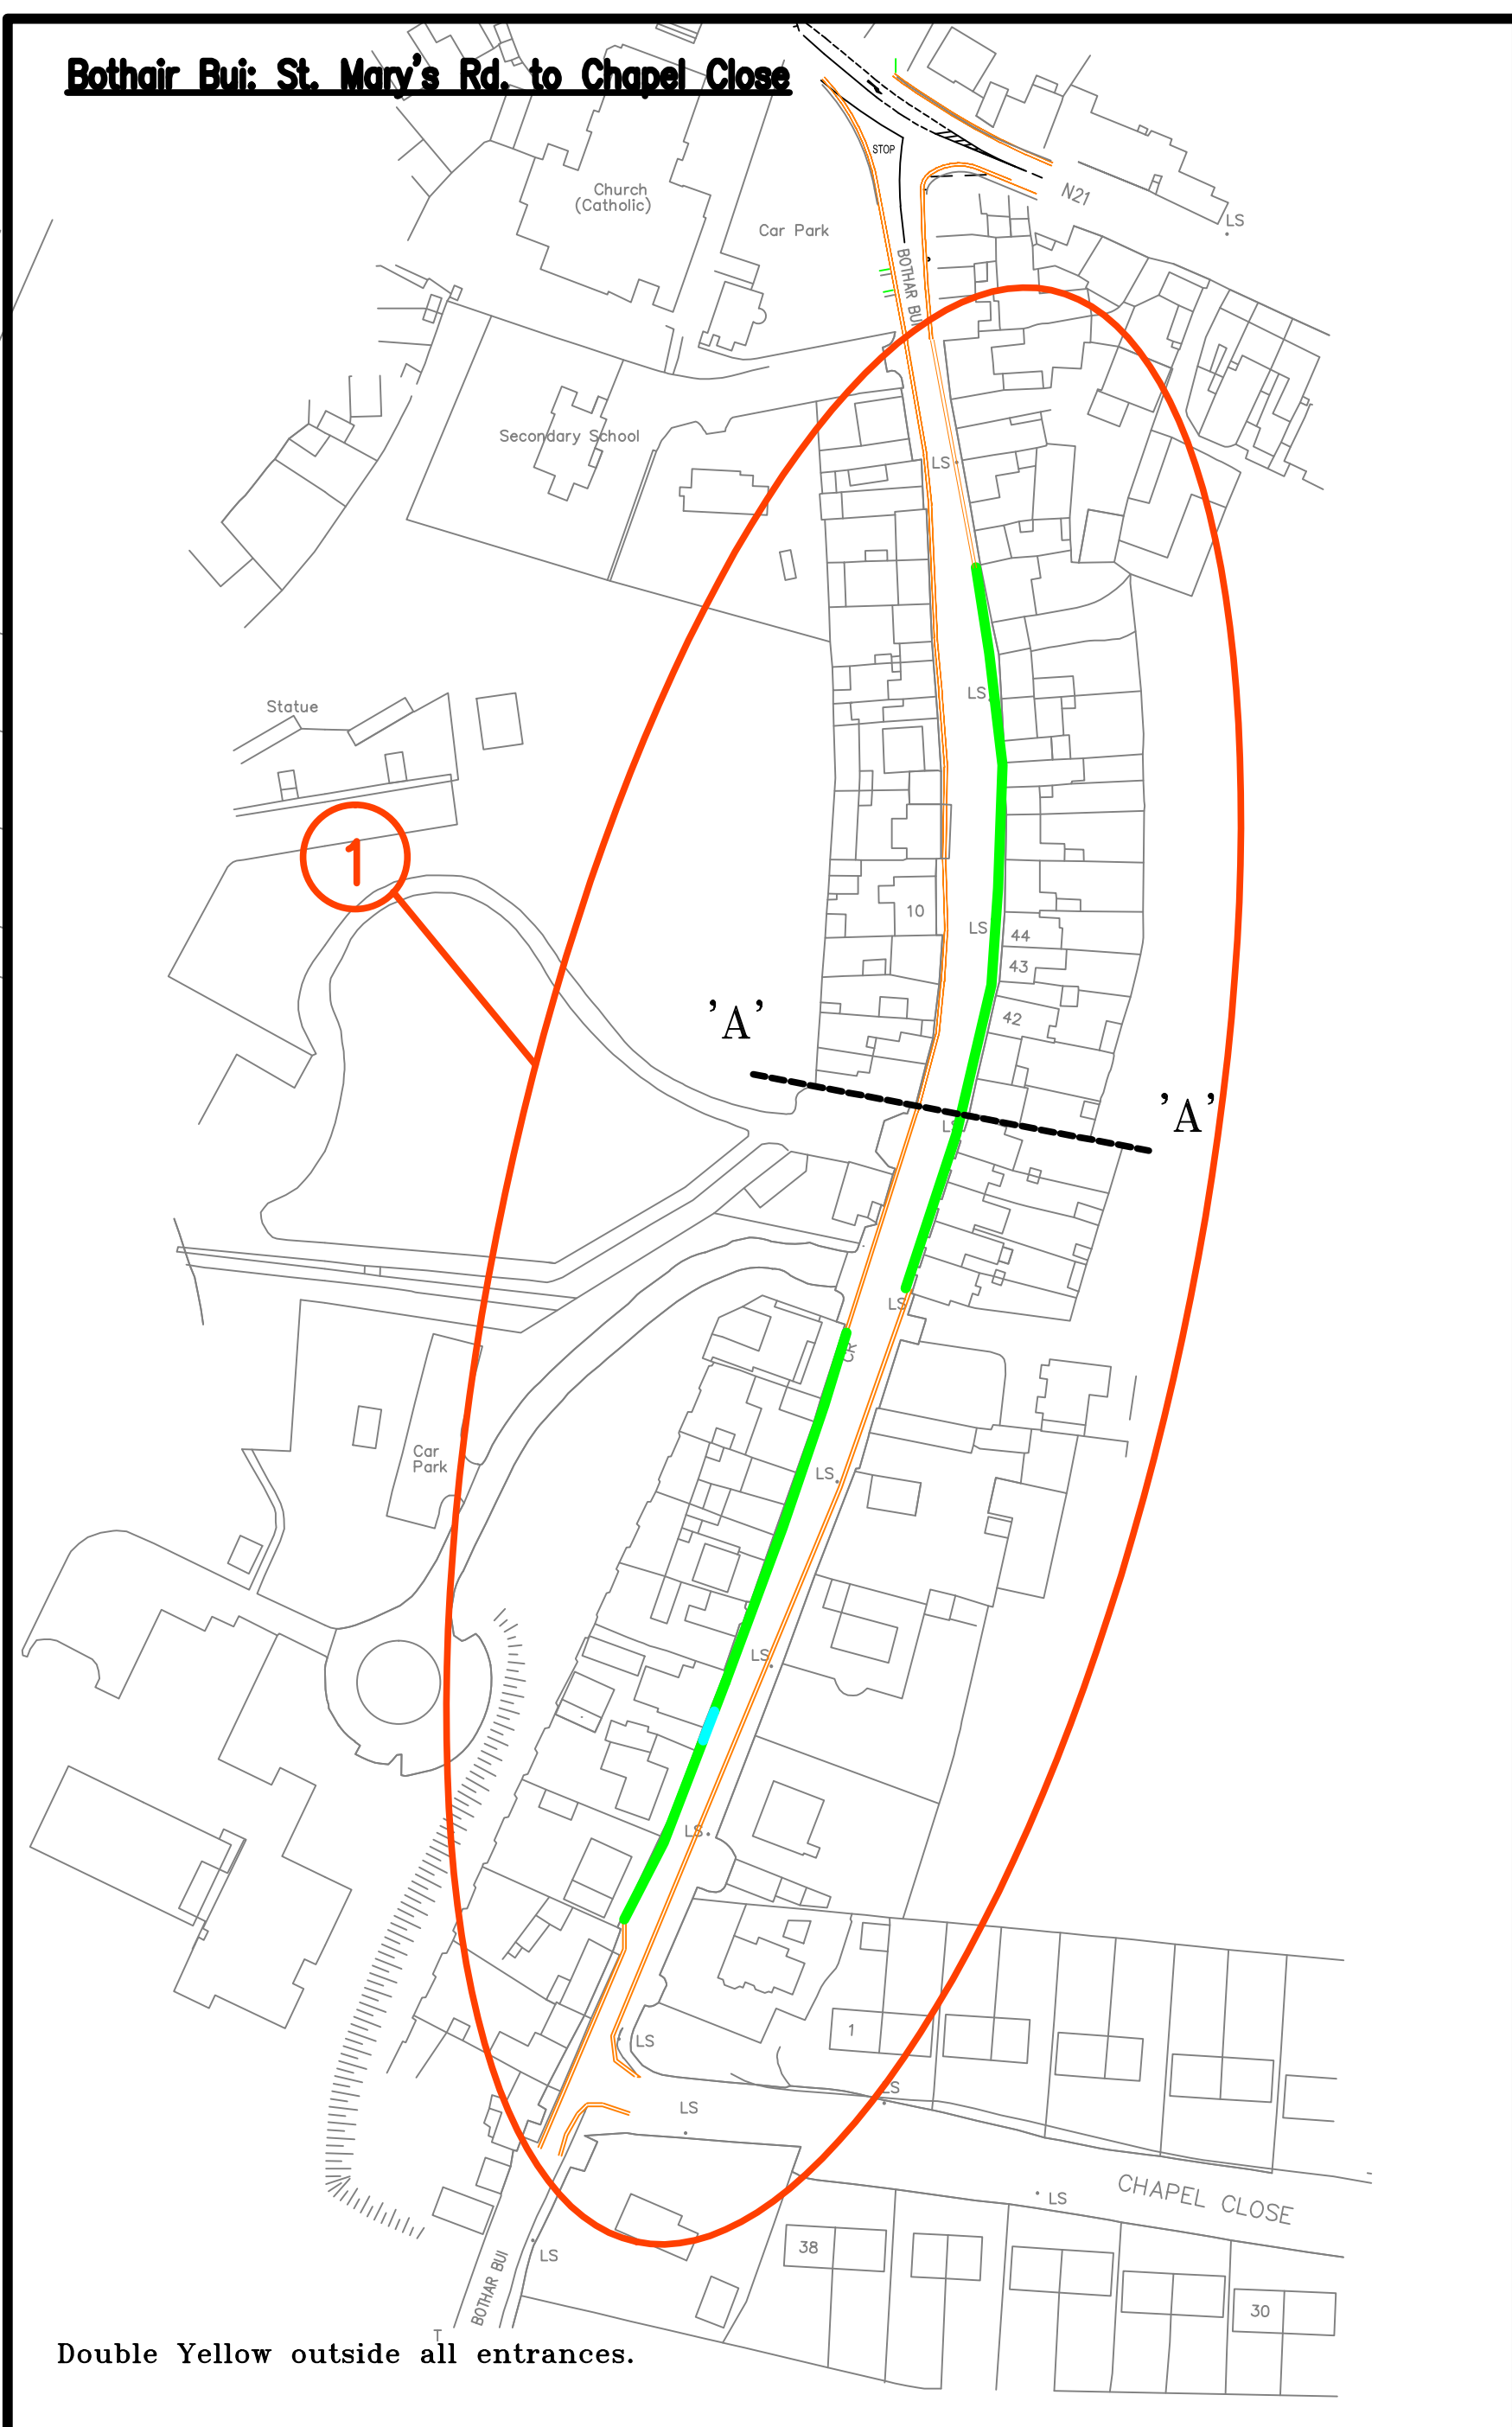 Bothair Bui: St. Mary's Rd. to Chapel Close
STOP
Church
(Catholic)
N21
LS
Car Park
BOTHAR BUI
Secondary School
LS
LS
Statue
1
10
LS
44
43
42
'A'
'A'
LS
LS
CR
Car
Park
LS
LS
LS
LS
1
LS
LS
CHAPEL CLOSE
LS
38
LS
BOTHAR BUI
30
T
Double Yellow outside all entrances.